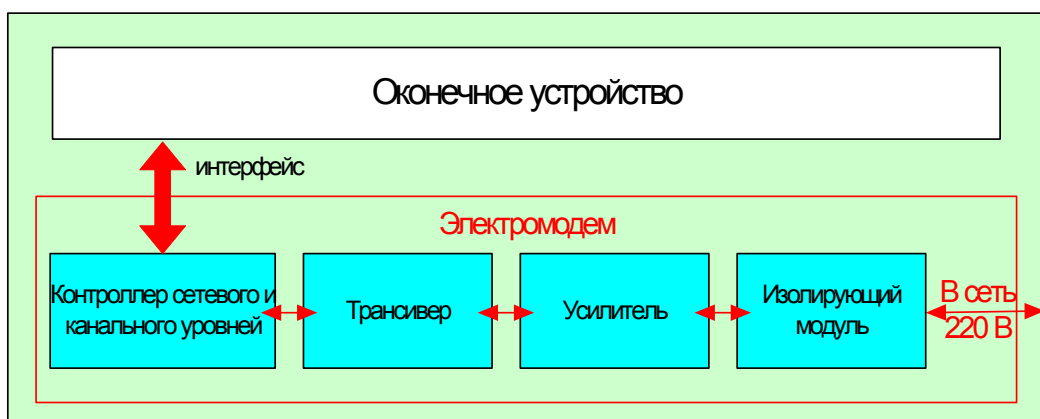 Оконечное устройство
интерфейс
Электромодем
Контроллер сетевого и
канального уровней
Трансивер
Усилитель
Изолирующий
модуль
В сеть
220 В